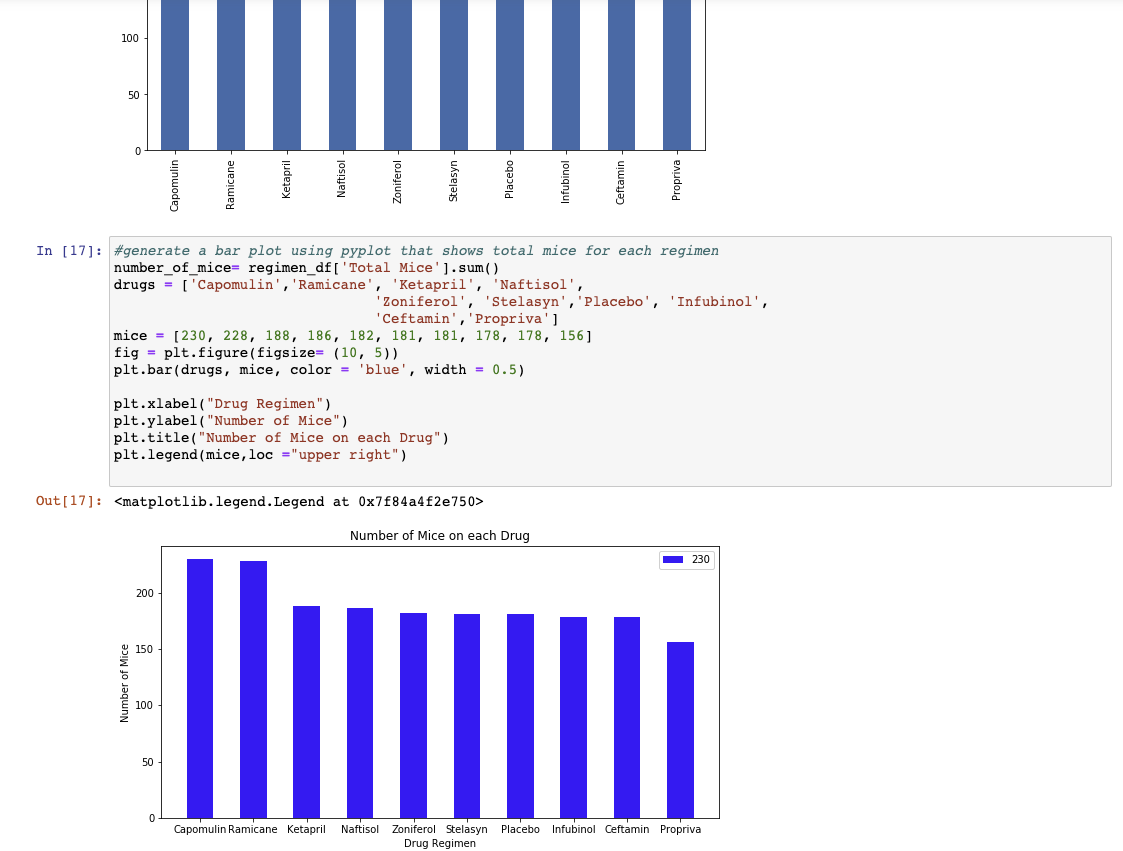 100
50
0
Capomulin
Ramicane
Ketapril
Naftisol
Zoniferol
Stelasyn
Placebo
Infubinol
Ceftamin
Propriva
In [17]:
#generate a bar plot using pyplot that shows total mice for each regimen
number_of_mice= regimen_df['Total Mice'].sum()
drugs = ['Capomulin','Ramicane', 'Ketapril', 'Naftisol',
'Zoniferol', 'Stelasyn','Placebo', 'Infubinol',
'Ceftamin','Propriva']
mice = [230, 228, 188, 186, 182, 181, 181, 178, 178, 156]
fig = plt.figure(figsize= (10, 5))
plt.bar(drugs, mice, color = 'blue', width = 0.5)
plt.xlabel("Drug Regimen")
plt.ylabel("Number of Mice")
plt.title("Number of Mice on each Drug")
plt.legend(mice,loc ="upper right")
Out[17]: <matplotlib.legend.Legend at 0x7f84a4f2e750>
Number of Mice on each Drug
230
200
150
100
50
0
Number of Mice
Capomulin Ramicane Ketapril Naftisol Zoniferol Stelasyn Placebo Infubinol Ceftamin Propriva
Drug Regimen